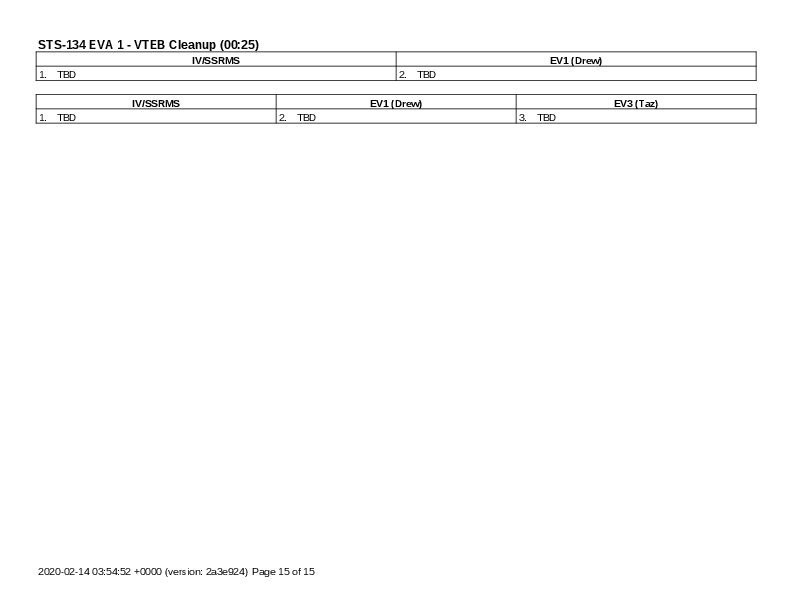 STS-134 EVA 1 - VTEB Cleanup (00:25)
IV/SSRMS EV1 (Drew)
1. TBD 2. TBD
IV/SSRMS EV1 (Drew) EV3 (Taz)
1. TBD 2. TBD 3. TBD
2020-02-14 03:54:52 +0000 (version: 2a3e924) Page 15 of 15